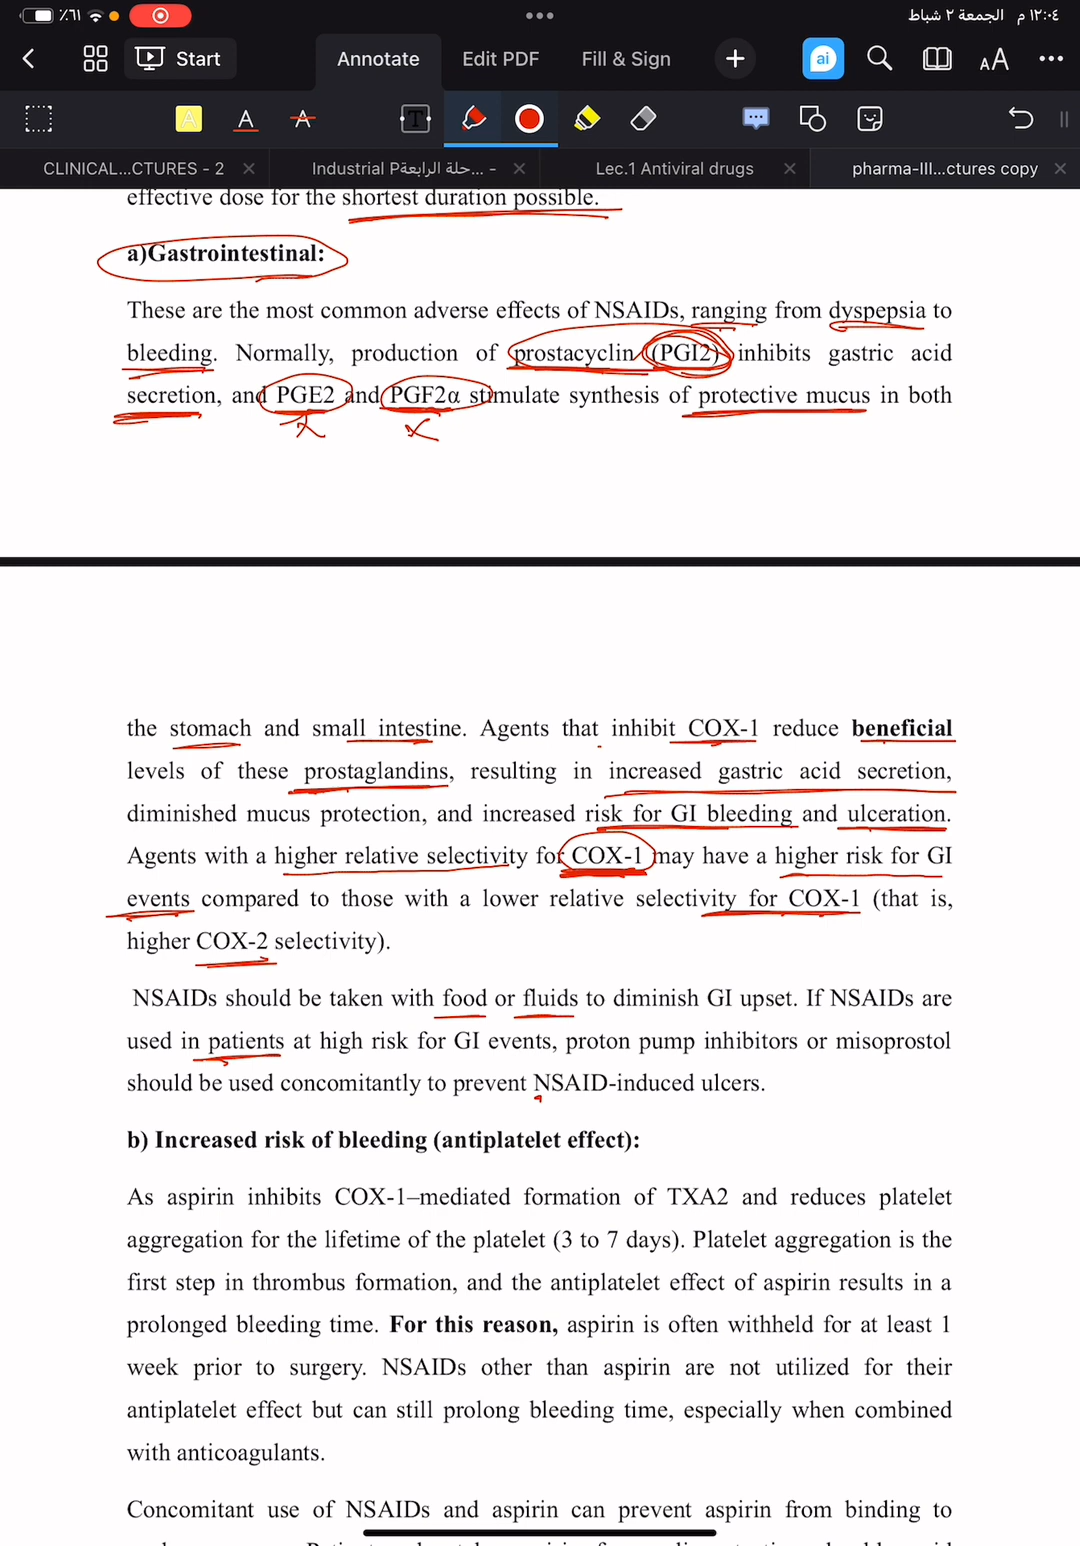 ٪٦١
١٢:٠٤ م الجمعة ٢ شباط
Start
Annotate
Edit PDF
Fill & Sign
ai
AA
A A A T
CLINICAL...CTURES - 2
Industrial Pحلة الرابعة... -
Lec.1 Antiviral drugs
pharma-III...ctures copy
effective dose for the shortest duration possible.
a)Gastrointestinal:
These are the most common adverse effects of NSAIDs, ranging from dyspepsia to
bleeding. Normally, production of prostacyclin (PGI2) inhibits gastric acid
secretion, and PGE2 and PGF2α stimulate synthesis of protective mucus in both
the stomach and small intestine. Agents that inhibit COX-1 reduce beneficial
levels of these prostaglandins, resulting in increased gastric acid secretion,
diminished mucus protection, and increased risk for GI bleeding and ulceration.
Agents with a higher relative selectivity for COX-1 may have a higher risk for GI
events compared to those with a lower relative selectivity for COX-1 (that is,
higher COX-2 selectivity).
NSAIDs should be taken with food or fluids to diminish GI upset. If NSAIDs are
used in patients at high risk for GI events, proton pump inhibitors or misoprostol
should be used concomitantly to prevent NSAID-induced ulcers.
b) Increased risk of bleeding (antiplatelet effect):
As aspirin inhibits COX-1–mediated formation of TXA2 and reduces platelet
aggregation for the lifetime of the platelet (3 to 7 days). Platelet aggregation is the
first step in thrombus formation, and the antiplatelet effect of aspirin results in a
prolonged bleeding time. For this reason, aspirin is often withheld for at least 1
week prior to surgery. NSAIDs other than aspirin are not utilized for their
antiplatelet effect but can still prolong bleeding time, especially when combined
with anticoagulants.
Concomitant use of NSAIDs and aspirin can prevent aspirin from binding to